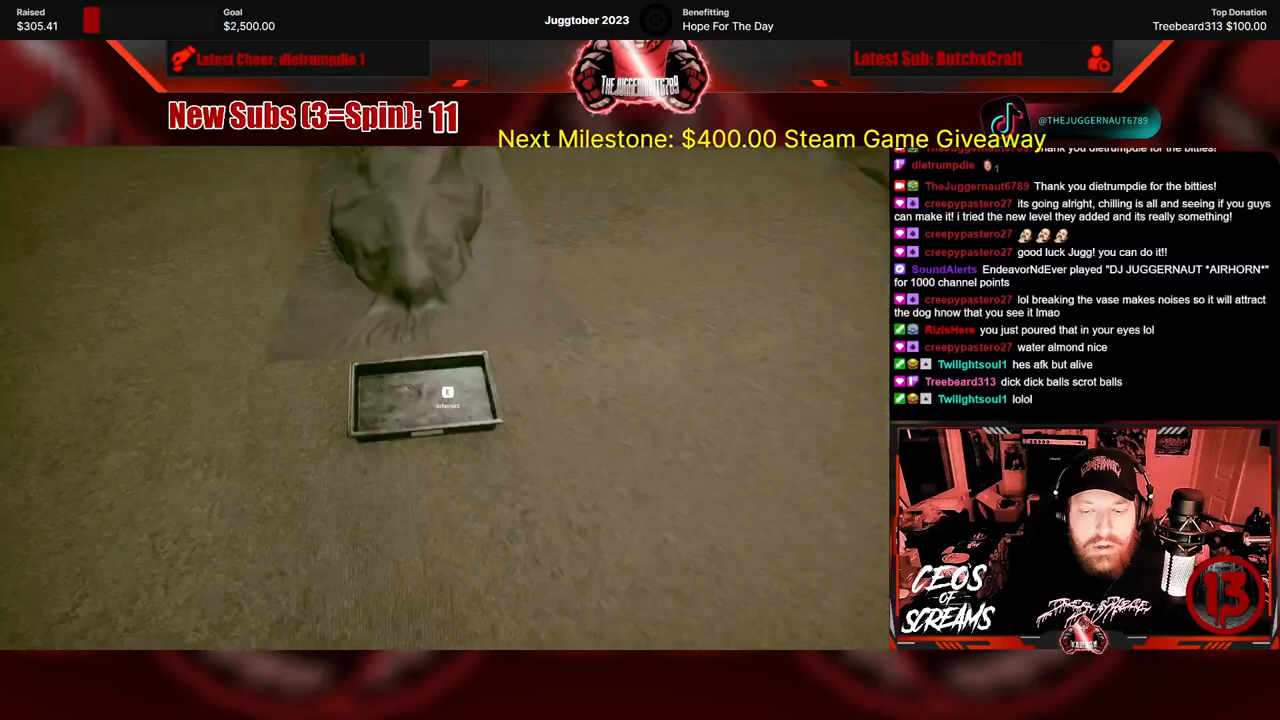 Raised
$305.41
Goal
$2,500.00
Juggtober 2023
Benefitting
Hope For The Day
Top Donation
Treebeard313 $100.00
Latest Cheer: dietrumpdie 1
THEJUGGERNAUT6789
Latest Sub: ButchxCraft
New Subs (3=Spin): 11
@THEJUGGERNAUT6789
Next Milestone: $400.00 Steam Game Giveaway
TheJuggernaut6789 Thank you dietrumpdie for the bitties!
dietrumpdie 1
TheJuggernaut6789 Thank you dietrumpdie for the bitties!
creepypastero27 its going alright, chilling is all and seeing if you guys
can make it! i tried the new level they added and its really something!
creepypastero27
creepypastero27 good luck Jugg! you can do it!!
SoundAlerts EndeavorNdEver played "DJ JUGGERNAUT *AIRHORN*"
for 1000 channel points
creepypastero27 lol breaking the vase makes noises so it will attract
the dog hnow that you see it lmao
RizIsHere you just poured that in your eyes lol
creepypastero27 water almond nice
Twilightsoul1 hes afk but alive
Treebeard313 dick dick balls scrot balls
Twilightsoul1 lolol
E
interact
CEOS
OF
SCREAMS
13